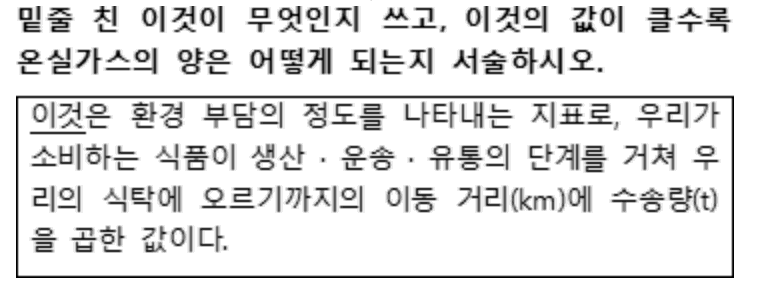 밑줄 친 이것이 무엇인지 쓰고, 이것의 값이 클수록
온실가스의 양은 어떻게 되는지 서술하시오.
이것은 환경 부담의 정도를 나타내는 지표로, 우리가
소비하는 식품이 생산 · 운송 · 유통의 단계를 거쳐 우
리의 식탁에 오르기까지의 이동 거리(km)에 수송량(t)
을 곱한 값이다.